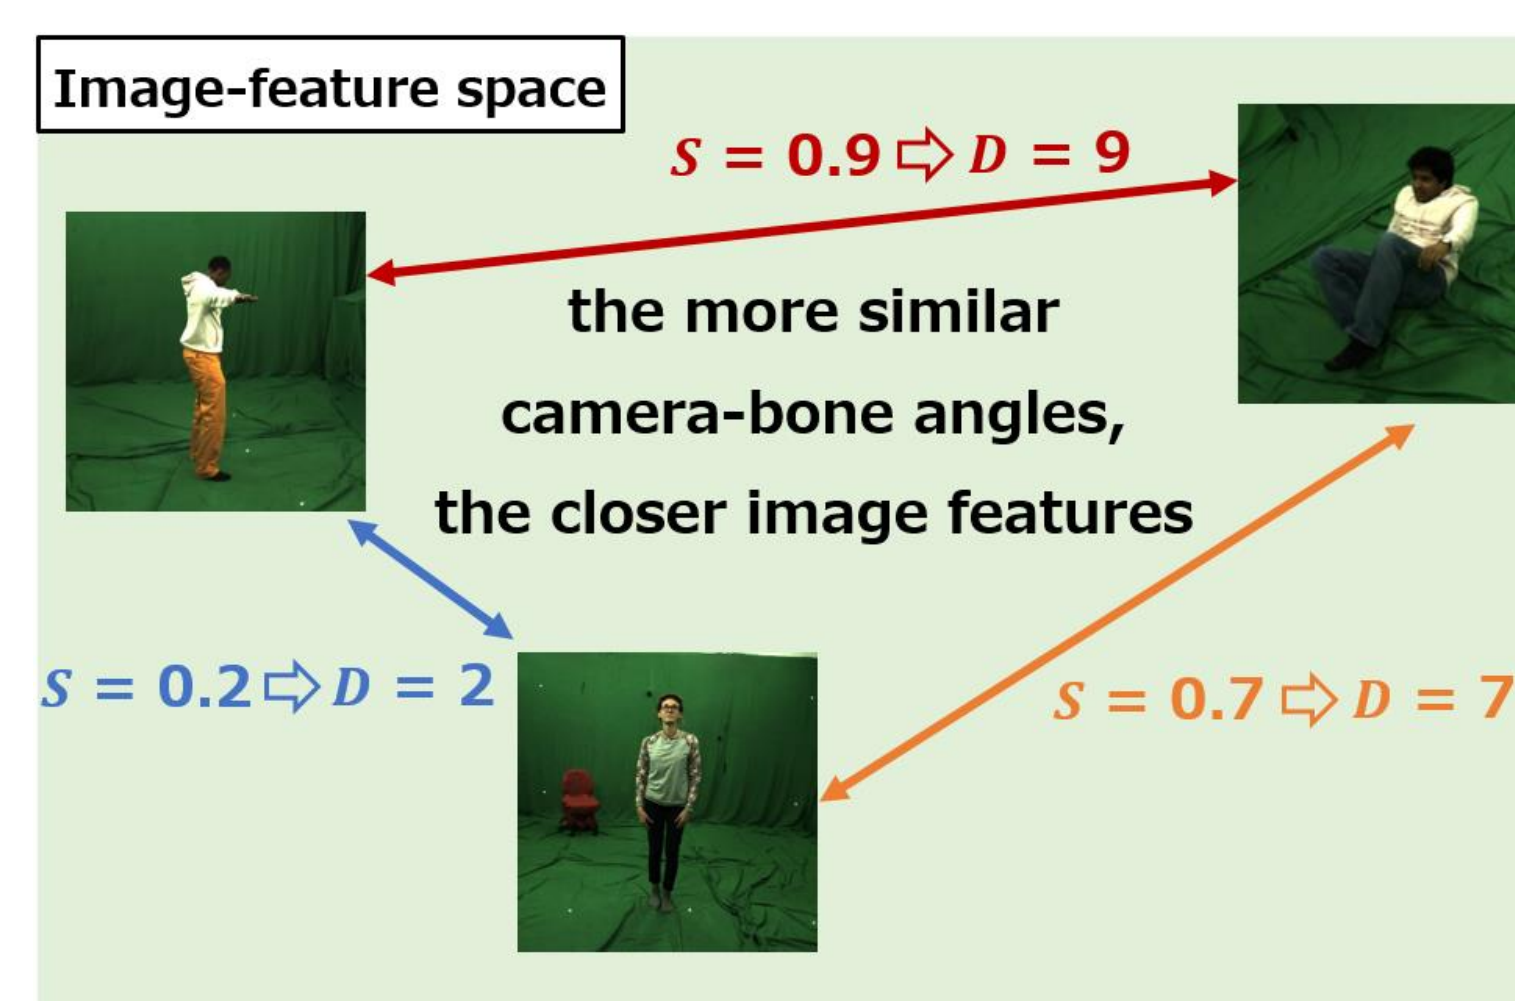 Image-feature space
S = 0.9 ⇨ D = 9
the more similar
camera-bone angles,
the closer image features
S = 0.2 ⇨ D = 2
S = 0.7 ⇨ D = 7